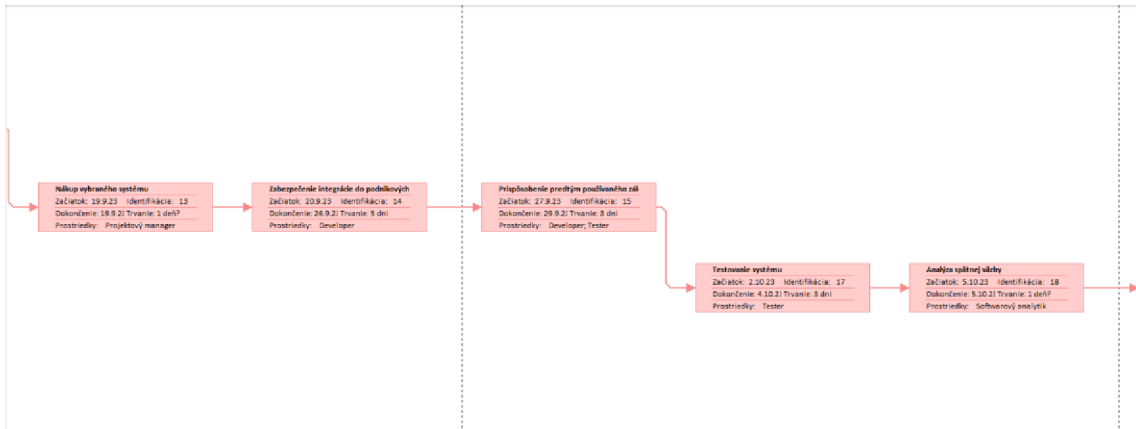 Nákup vybraného systému
Začiatok: 19.9.23 Identifikácia: 13
Dokončenie: 19.9.2 Trvanie: 1 deň?
Prostriedky: Projektový manager
Zabezpečenie integrácie do podnikových
Začiatok: 20.9.23 Identifikácia: 14
Dokončenie: 26.9.2 Trvanie: 5 dní
Prostriedky: Developer
Prispôsobenie predtým používaného zák
Začiatok: 27.9.23 Identifikácia: 15
Dokončenie: 29.9.2 Trvanie: 3 dni
Prostriedky: Developer; Tester
Testovanie systému
Začiatok: 2.10.23 Identifikácia: 17
Dokončenie: 4.10.2 Trvanie: 3 dni
Prostriedky: Tester
Analýza spätnej väzby
Začiatok: 5.10.23 Identifikácia: 18
Dokončenie: 5.10.2 Trvanie: 1 deň?
Prostriedky: Softwarový analytik